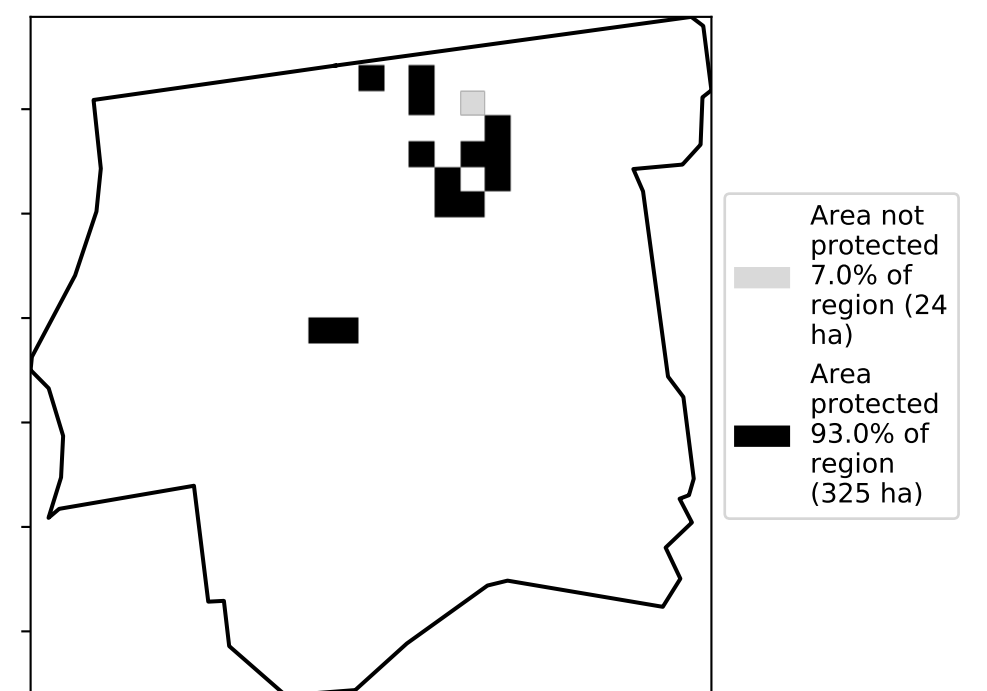 Area not
protected
7.0% of
region (24
ha)
Area
protected
93.0% of
region
(325 ha)